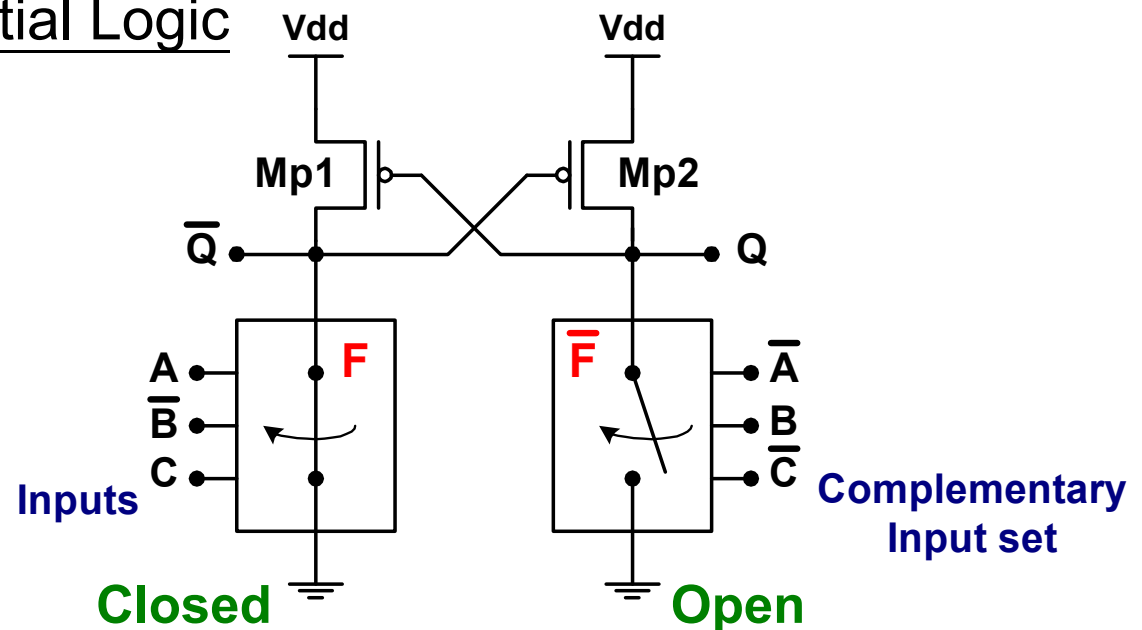 tial Logic
Vdd Vdd
Mp1 Mp2
Q̅ Q
F F̅
A A̅
B̅ B
C C̅
Inputs
Complementary
Input set
Closed Open